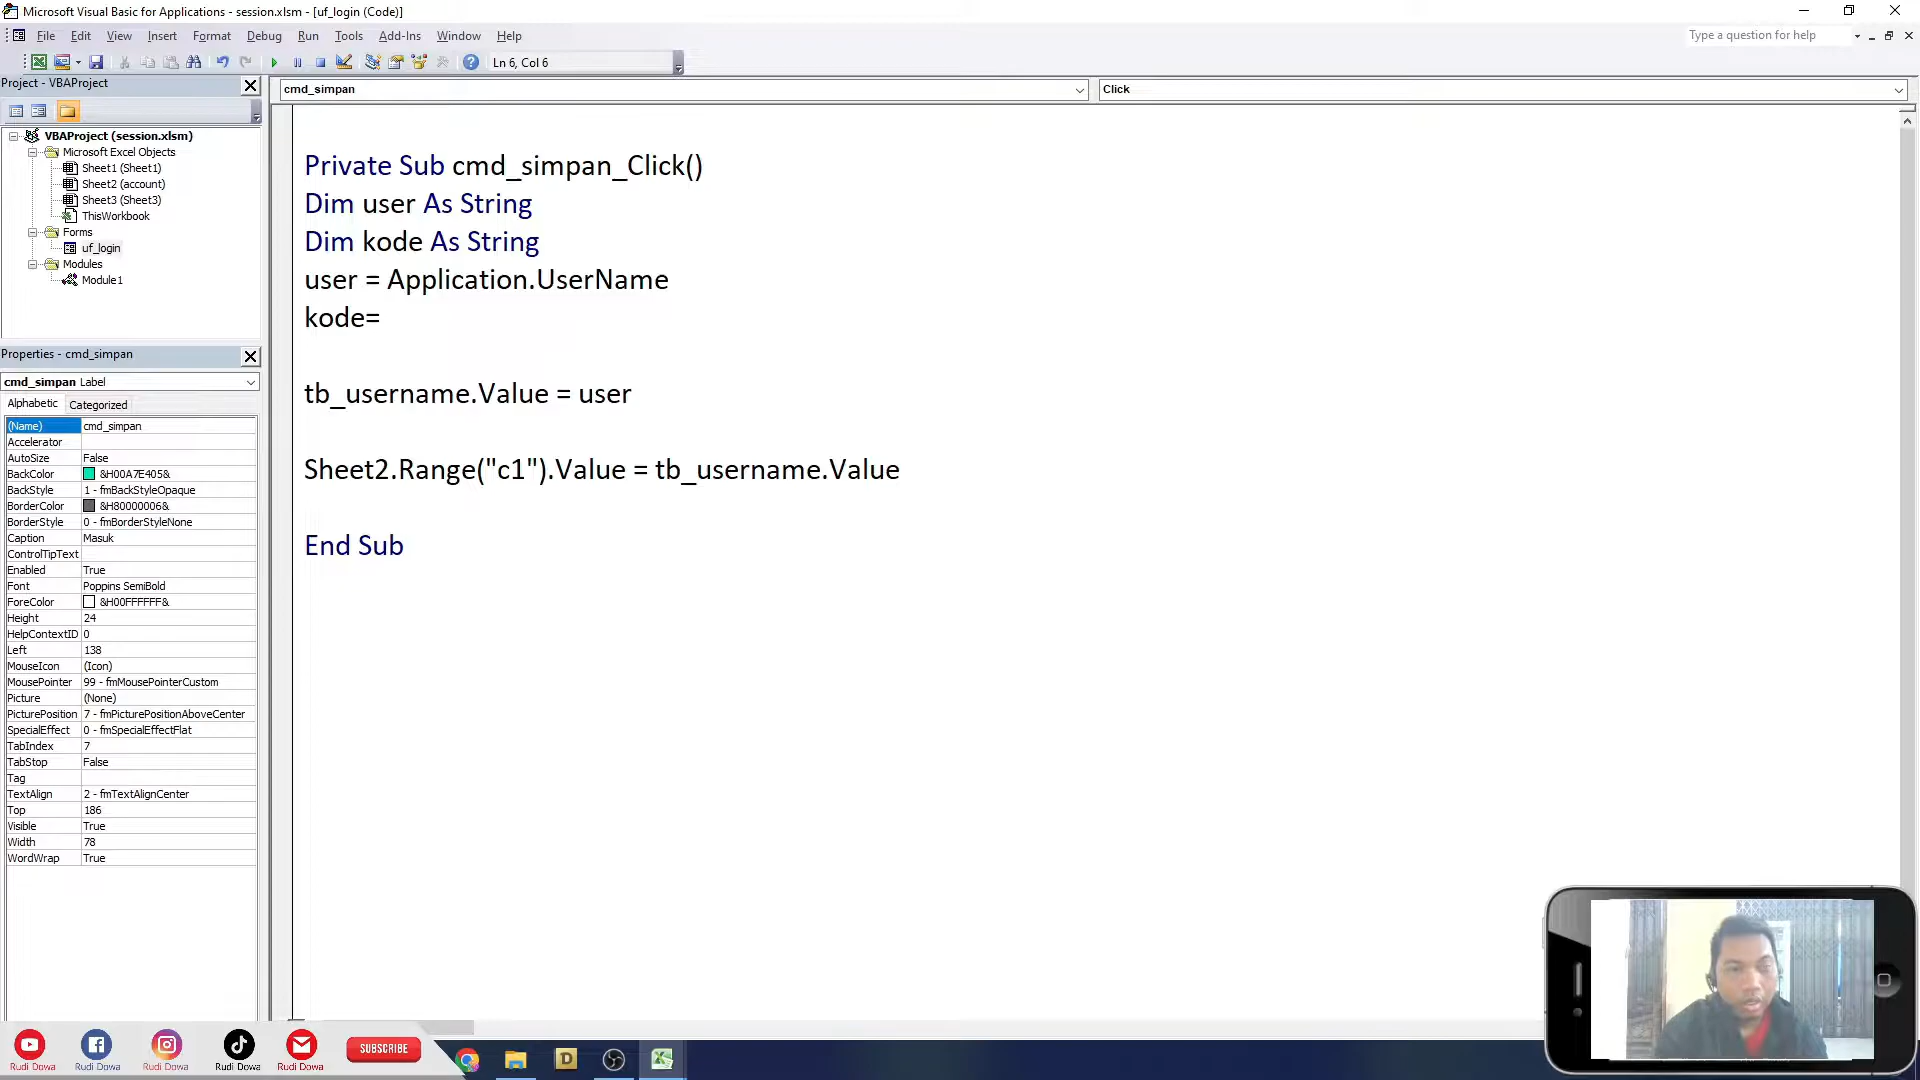 Microsoft Visual Basic for Applications - session.xlsm - [uf_login (Code)]
File Edit View Insert Format Debug Run Tools Add-Ins Window Help
Type a question for help
Ln 6, Col 6
Project - VBAProject
cmd_simpan
Click
VBAProject (session.xlsm)
Microsoft Excel Objects
Sheet1 (Sheet1)
Sheet2 (account)
Sheet3 (Sheet3)
ThisWorkbook
Forms
uf_login
Modules
Module1
Private Sub cmd_simpan_Click()
Dim user As String
Dim kode As String
user = Application.UserName
kode=
tb_username.Value = user
Sheet2.Range("c1").Value = tb_username.Value
End Sub
Properties - cmd_simpan
cmd_simpan Label
Alphabetic Categorized
(Name) cmd_simpan
Accelerator
AutoSize False
BackColor &H00A7E405&
BackStyle 1 - fmBackStyleOpaque
BorderColor &H80000006&
BorderStyle 0 - fmBorderStyleNone
Caption Masuk
ControlTipText
Enabled True
Font Poppins SemiBold
ForeColor &H00FFFFFF&
Height 24
HelpContextID 0
Left 138
MouseIcon (Icon)
MousePointer 99 - fmMousePointerCustom
Picture (None)
PicturePosition 7 - fmPicturePositionAboveCenter
SpecialEffect 0 - fmSpecialEffectFlat
TabIndex 7
TabStop False
Tag
TextAlign 2 - fmTextAlignCenter
Top 186
Visible True
Width 78
WordWrap True
Rudi Dowa
Rudi Dowa
Rudi Dowa
Rudi Dowa
Rudi Dowa
SUBSCRIBE